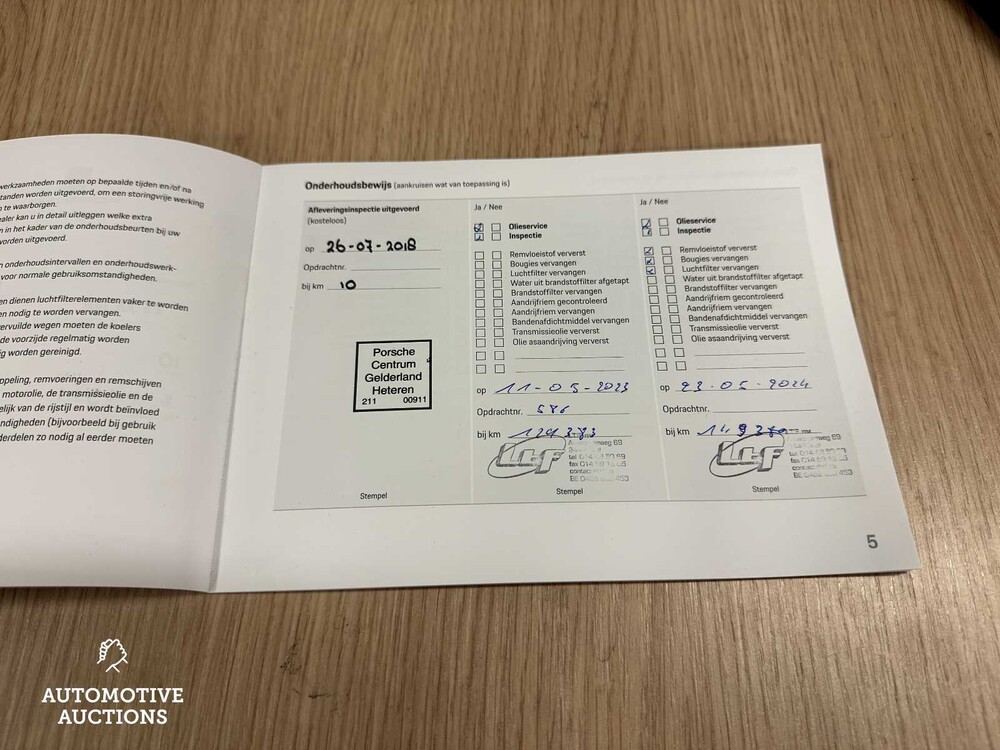 werkzaamheden moeten op bepaalde tijden en/of na
standen worden uitgevoerd, om een storingvrije werking
te waarborgen.
ealer kan u in detail uitleggen welke extra
in het kader van de onderhoudsbeurten bij uw
worden uitgevoerd.
n onderhoudsintervallen en onderhoudswerk-
voor normale gebruiksomstandigheden.
en dienen luchtfilterelementen vaker te worden
en nodig te worden vervangen.
ervuilde wegen moeten de koelers
de voorzijde regelmatig worden
ig worden gereinigd.
ppeling, remvoeringen en remschijven
motorolie, de transmissieolie en de
elijk van de rijstijl en wordt beïnvloed
ndigheden (bijvoorbeeld bij gebruik
derdelen zo nodig al eerder moeten
Onderhoudsbewijs (aankruisen wat van toepassing is)
Afleveringsinspectie uitgevoerd
(kosteloos)
op 26-07-2018
Opdrachtnr.
bij km 10
Porsche
Centrum
Gelderland
Heteren
211 00911
Stempel
Ja / Nee
Olieservice
Inspectie
Remvloeistof ververst
Bougies vervangen
Luchtfilter vervangen
Water uit brandstoffilter afgetapt
Brandstoffilter vervangen
Aandrijfriem gecontroleerd
Aandrijfriem vervangen
Bandenafdichtmiddel vervangen
Transmissieolie ververst
Olie asaandrijving ververst
op 11-05-2023
Opdrachtnr. 586
bij km
LLF
Stempel
Ja / Nee
Olieservice
Inspectie
Remvloeistof ververst
Bougies vervangen
Luchtfilter vervangen
Water uit brandstoffilter afgetapt
Brandstoffilter vervangen
Aandrijfriem gecontroleerd
Aandrijfriem vervangen
Bandenafdichtmiddel vervangen
Transmissieolie ververst
Olie asaandrijving ververst
op 23-05-2024
Opdrachtnr.
bij km
LLF
Stempel
5
AUTOMOTIVE
AUCTIONS